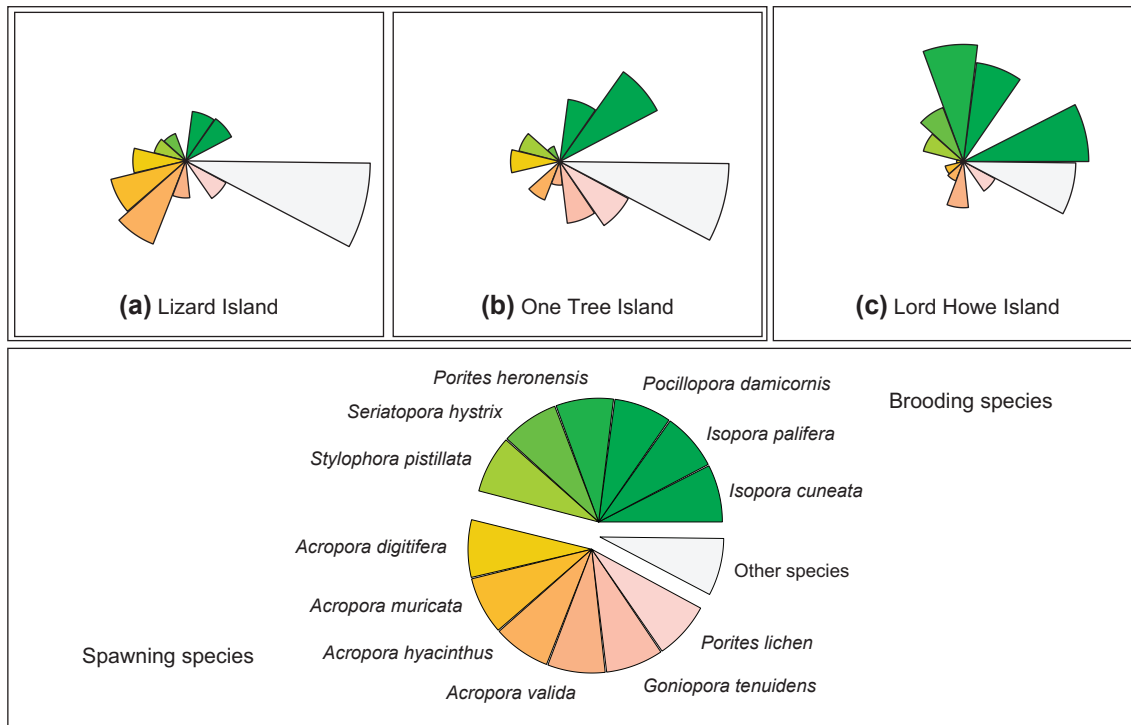 (a) Lizard Island
(b) One Tree Island
(c) Lord Howe Island
Porites heronensis
Pocillopora damicornis
Brooding species
Seriatopora hystrix
Isopora palifera
Stylophora pistillata
Isopora cuneata
Acropora digitifera
Other species
Acropora muricata
Porites lichen
Spawning species
Acropora hyacinthus
Goniopora tenuidens
Acropora valida